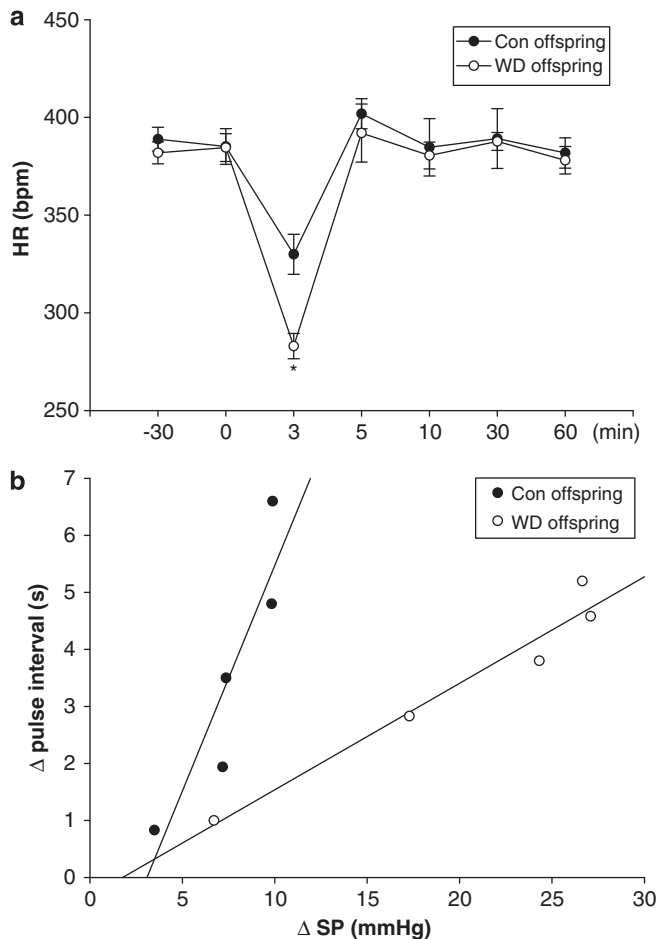 a
450
400
350
300
250
HR (bpm)
Con offspring
WD offspring
*
-30 0 3 5 10 30 60 (min)
b
7
6
5
4
3
2
1
0
Δ pulse interval (s)
Con offspring
WD offspring
0 5 10 15 20 25 30
Δ SP (mmHg)